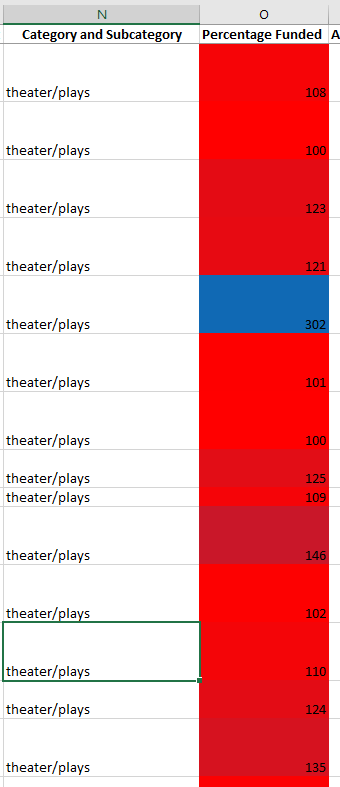 N O
Category and Subcategory Percentage Funded A
theater/plays 108
theater/plays 100
theater/plays 123
theater/plays 121
theater/plays 302
theater/plays 101
theater/plays 100
theater/plays 125
theater/plays 109
theater/plays 146
theater/plays 102
theater/plays 110
theater/plays 124
theater/plays 135